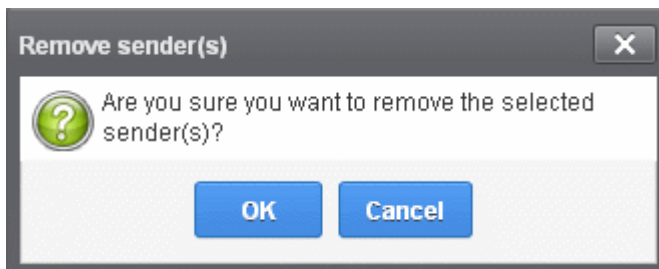 Remove sender(s)
Are you sure you want to remove the selected
sender(s)?
OK
Cancel